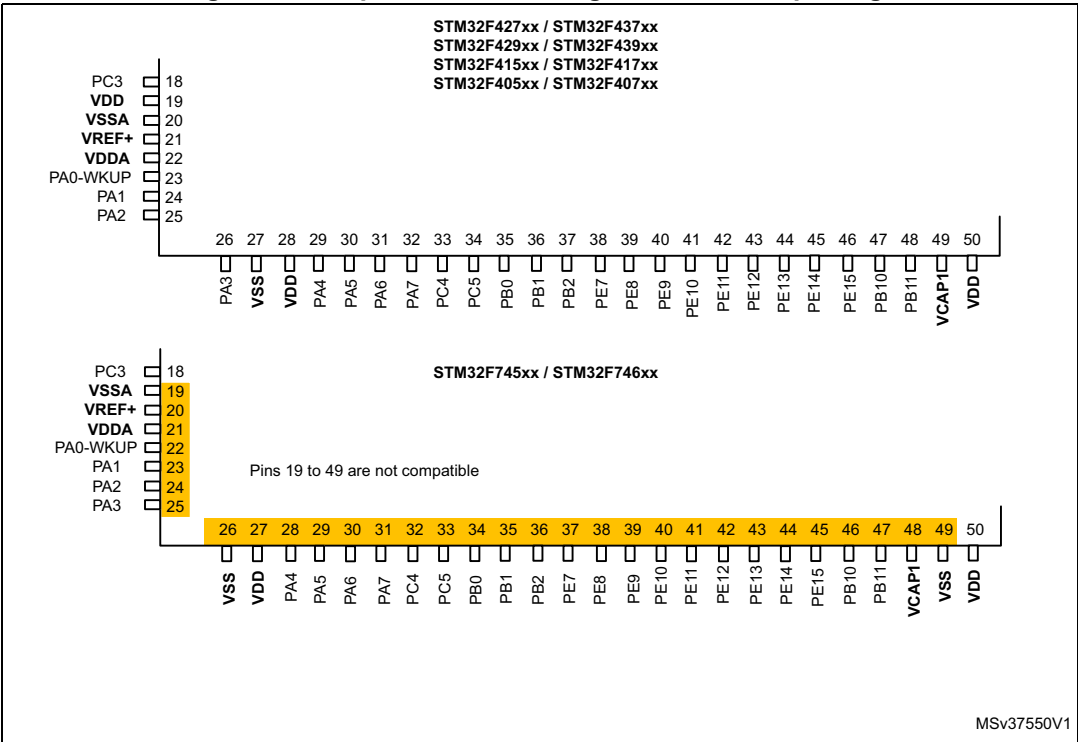 STM32F427xx / STM32F437xx
STM32F429xx / STM32F439xx
STM32F415xx / STM32F417xx
STM32F405xx / STM32F407xx
PC3 18
VDD 19
VSSA 20
VREF+ 21
VDDA 22
PA0-WKUP 23
PA1 24
PA2 25
26 27 28 29 30 31 32 33 34 35 36 37 38 39 40 41 42 43 44 45 46 47 48 49 50
PA3 VSS VDD PA4 PA5 PA6 PA7 PC4 PC5 PB0 PB1 PB2 PE7 PE8 PE9 PE10 PE11 PE12 PE13 PE14 PE15 PB10 PB11 VCAP1 VDD
STM32F745xx / STM32F746xx
PC3 18
VSSA 19
VREF+ 20
VDDA 21
PA0-WKUP 22
PA1 23
PA2 24
PA3 25
Pins 19 to 49 are not compatible
26 27 28 29 30 31 32 33 34 35 36 37 38 39 40 41 42 43 44 45 46 47 48 49 50
VSS VDD PA4 PA5 PA6 PA7 PC4 PC5 PB0 PB1 PB2 PE7 PE8 PE9 PE10 PE11 PE12 PE13 PE14 PE15 PB10 PB11 VCAP1 VSS VDD
MSv37550V1